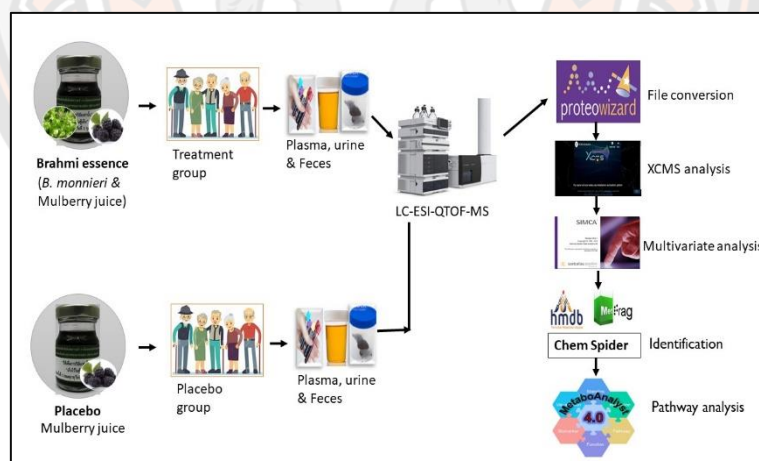 Brahmi essence
(B. monnieri &
Mulberry juice)
Treatment
group
Plasma, urine
& Feces
LC-ESI-QTOF-MS
Placebo
Mulberry juice
Placebo
group
Plasma, urine
& Feces
proteowizard
File conversion
XCMS analysis
SIMCA
Multivariate analysis
hmdb
MetFrag
Chem Spider
Identification
MetaboAnalyst
4.0
Pathway analysis